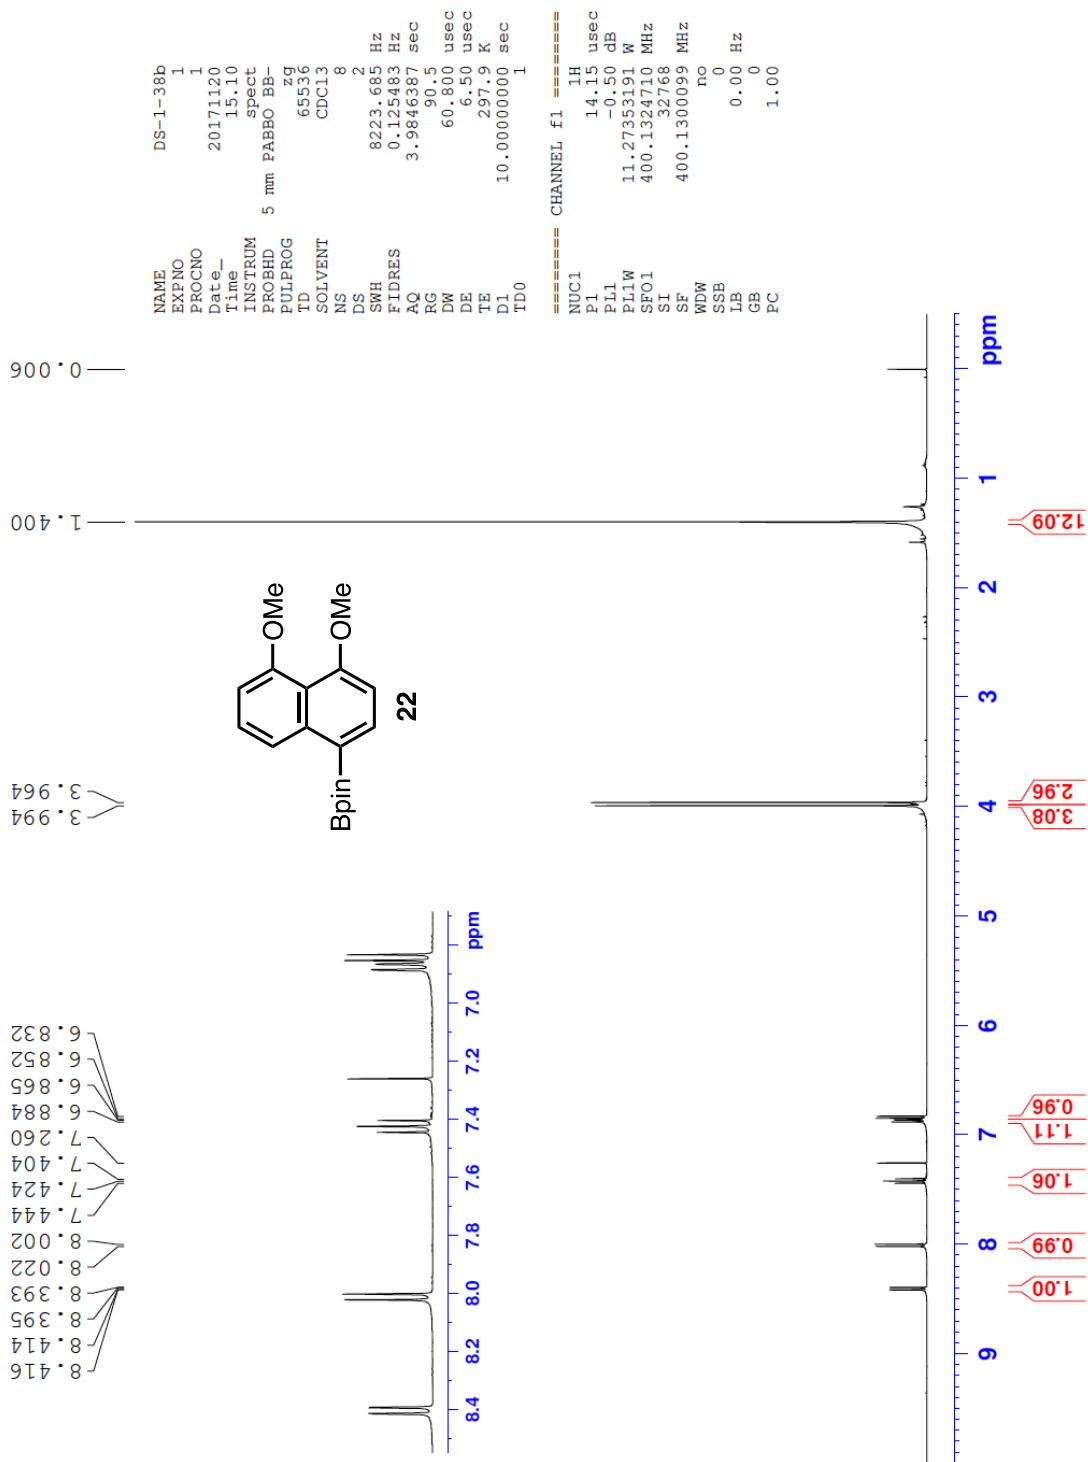 8.416
8.414
8.395
8.393
8.022
8.002
7.444
7.424
7.404
7.260
6.884
6.865
6.852
6.832
3.994
3.964
1.400
0.006
NAME DS-1-38b
EXPNO 1
PROCNO 1
Date_ 20171120
Time 15.10
INSTRUM spect
PROBHD 5 mm PABBO BB-
PULPROG zg
TD 65536
SOLVENT CDCl3
NS 8
DS 2
SWH 8223.685 Hz
FIDRES 0.125483 Hz
AQ 3.9846387 sec
RG 90.5
DW 60.800 usec
DE 6.50 usec
TE 297.9 K
D1 10.00000000 sec
TD0 1
======== CHANNEL f1 ========
NUC1 1H
P1 14.15 usec
PL1 -0.50 dB
PL1W 11.27353191 W
SFO1 400.1324710 MHz
SI 32768
SF 400.1300099 MHz
WDW no
SSB 0
LB 0.00 Hz
GB 0
PC 1.00
OMe
OMe
Bpin
22
8.4 8.2 8.0 7.8 7.6 7.4 7.2 7.0 ppm
9 8 7 6 5 4 3 2 1 ppm
1.00
0.99
1.06
1.11
0.96
3.08
2.96
12.09